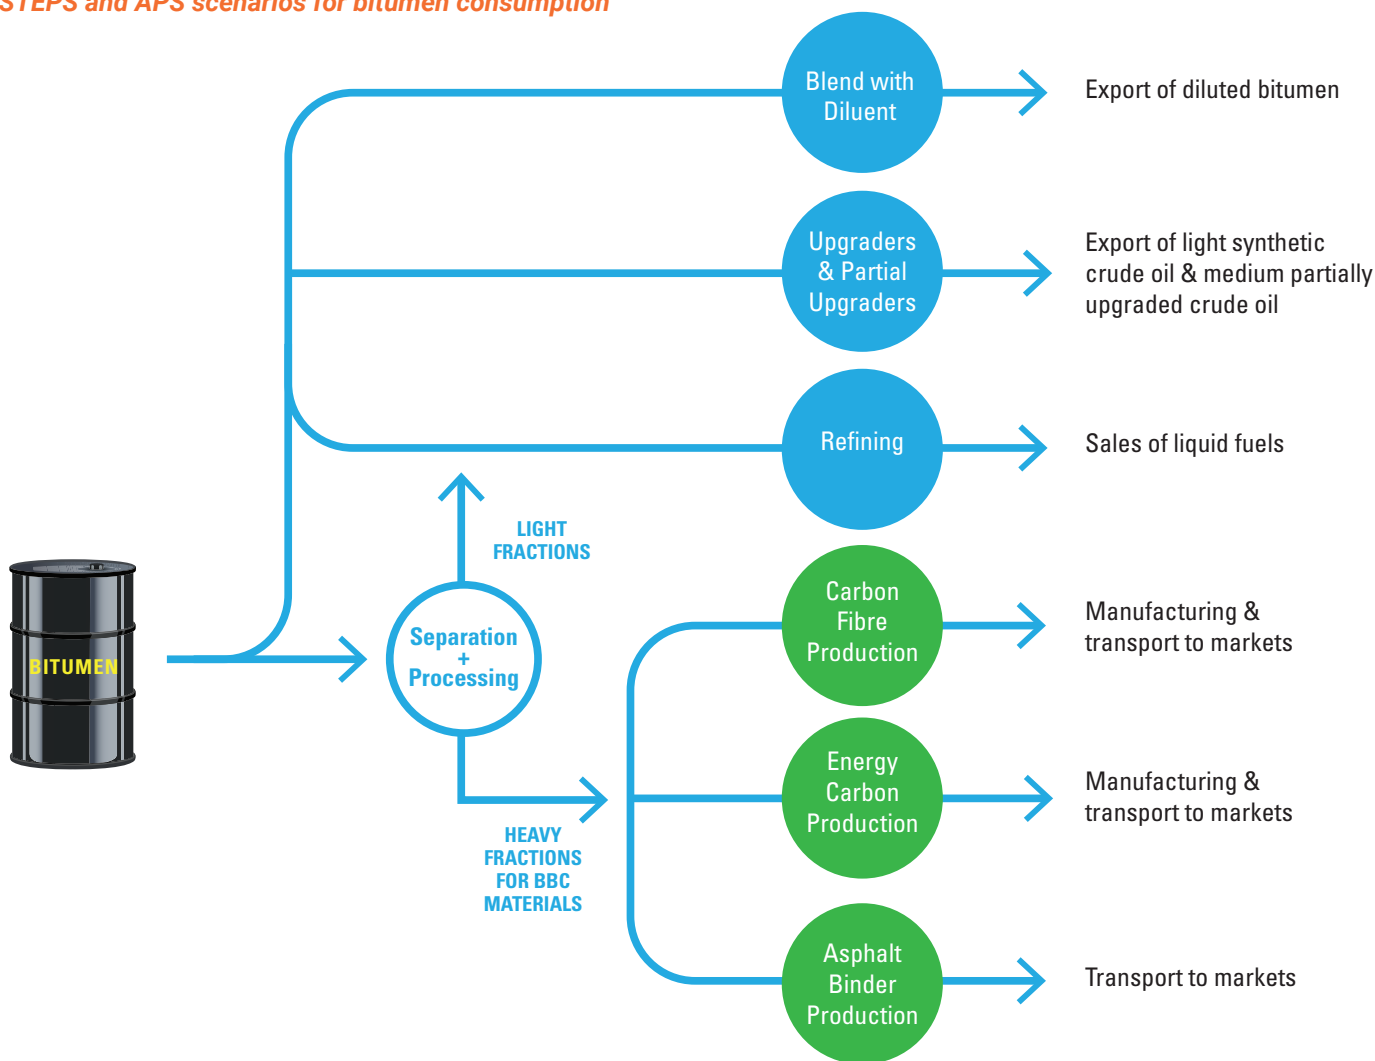 STEPS and APS scenarios for bitumen consumption
Blend with
Diluent
Export of diluted bitumen
Upgraders
& Partial
Upgraders
Export of light synthetic
crude oil & medium partially
upgraded crude oil
Refining
Sales of liquid fuels
LIGHT
FRACTIONS
BITUMEN
Separation
+
Processing
HEAVY
FRACTIONS
FOR BBC
MATERIALS
Carbon
Fibre
Production
Manufacturing &
transport to markets
Energy
Carbon
Production
Manufacturing &
transport to markets
Asphalt
Binder
Production
Transport to markets